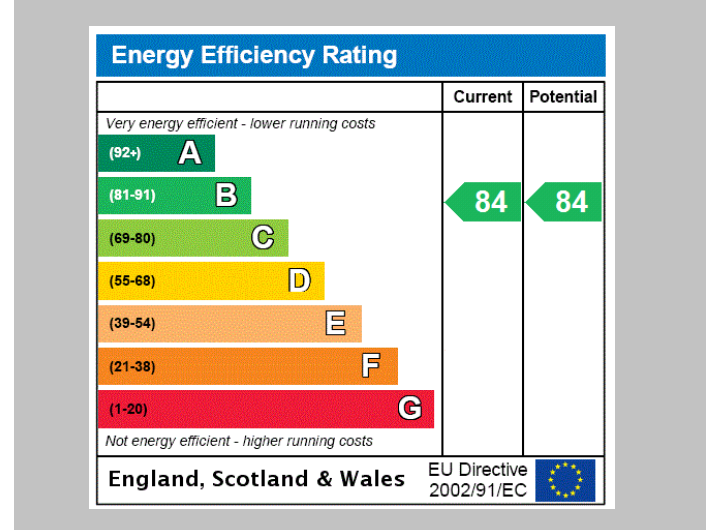 Energy Efficiency Rating
Current Potential
Very energy efficient - lower running costs
(92+) A
(81-91) B 84 84
(69-80) C
(55-68) D
(39-54) E
(21-38) F
(1-20) G
Not energy efficient - higher running costs
England, Scotland & Wales
EU Directive
2002/91/EC